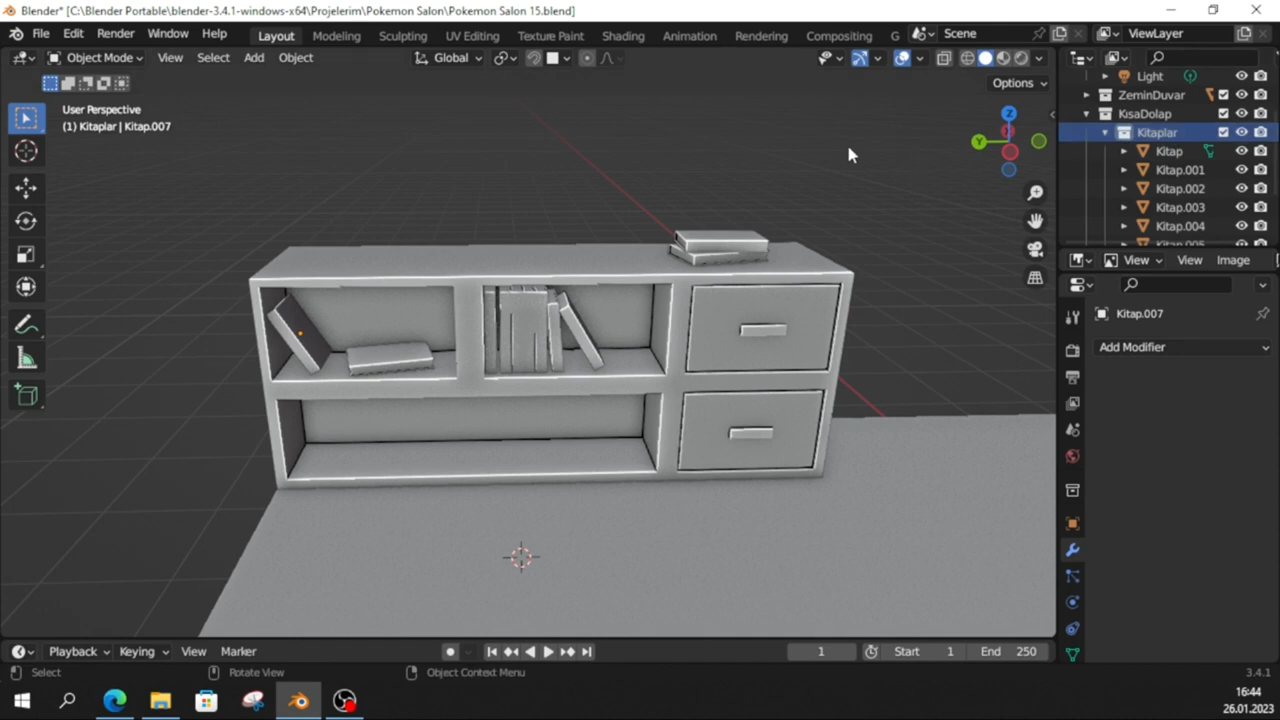 Blender* [C:\Blender Portable\blender-3.4.1-windows-x64\Projelerim\Pokemon Salon\Pokemon Salon 15.blend]
File Edit Render Window Help Layout Modeling Sculpting UV Editing Texture Paint Shading Animation Rendering Compositing G Scene ViewLayer
Object Mode View Select Add Object Global
Options
User Perspective
(1) Kitaplar | Kitap.007
Z
Y
Light
ZeminDuvar
KısaDolap
Kitaplar
Kitap
Kitap.001
Kitap.002
Kitap.003
Kitap.004
View View Image
Kitap.007
Add Modifier
Playback Keying View Marker 1 Start 1 End 250
Select Rotate View Object Context Menu 3.4.1
16:44
26.01.2023